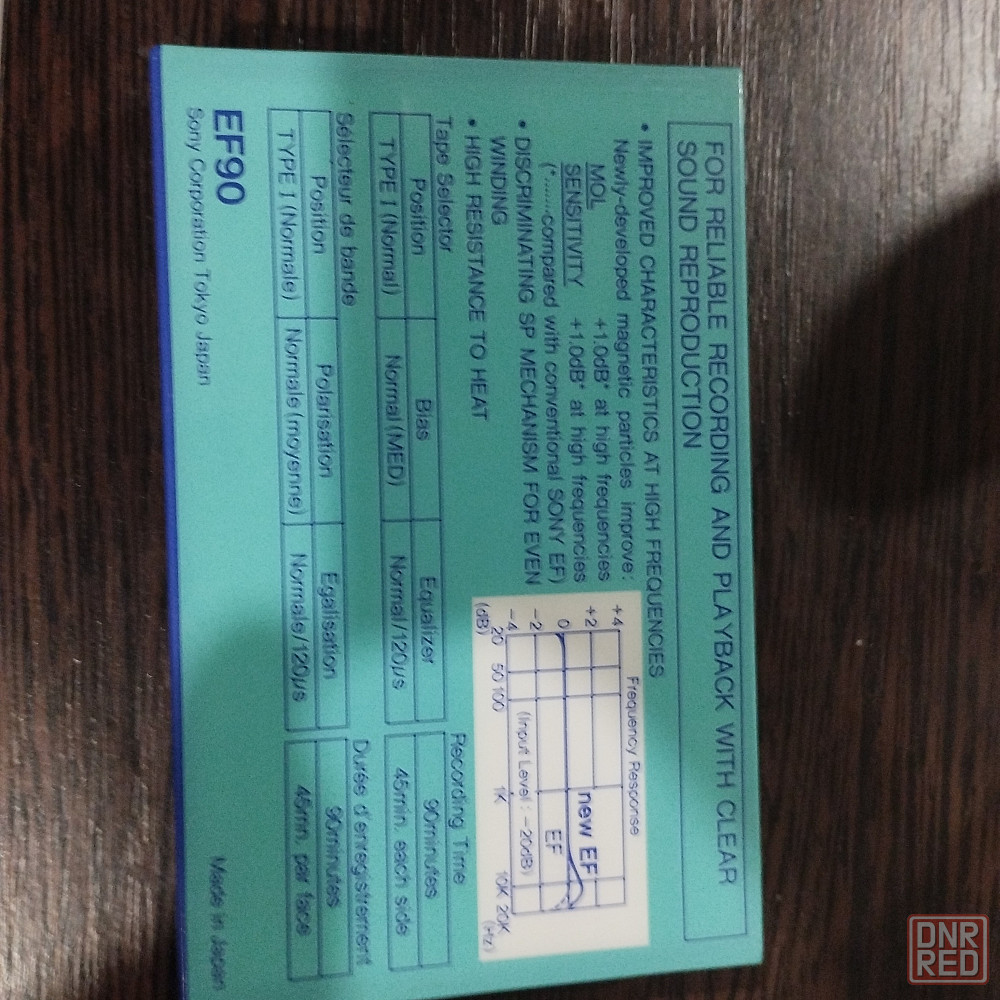 FOR RELIABLE RECORDING AND PLAYBACK WITH CLEAR
SOUND REPRODUCTION
• IMPROVED CHARACTERISTICS AT HIGH FREQUENCIES
Newly-developed magnetic particles improve:
MOL +1.0dB* at high frequencies
SENSITIVITY +1.0dB* at high frequencies
(*......compared with conventional SONY EF)
• DISCRIMINATING SP MECHANISM FOR EVEN
WINDING
• HIGH RESISTANCE TO HEAT
Frequency Response
+4
+2
0
-2
-4
(dB)
new EF
EF
(Input Level : -20dB)
20 50 100 1K 10K 20K
(Hz)
Tape Selector
Position Bias Equalizer
TYPE I (Normal) Normal (MED) Normal/120μs
Recording Time
90minutes
45min. each side
Sélecteur de bande
Position Polarisation Egalisation
TYPE I (Normale) Normale (moyenne) Normale/120μs
Durée d'enregistrement
90minutes
45mn. par face
EF90
Sony Corporation Tokyo Japan
Made in Japan
DNR
RED